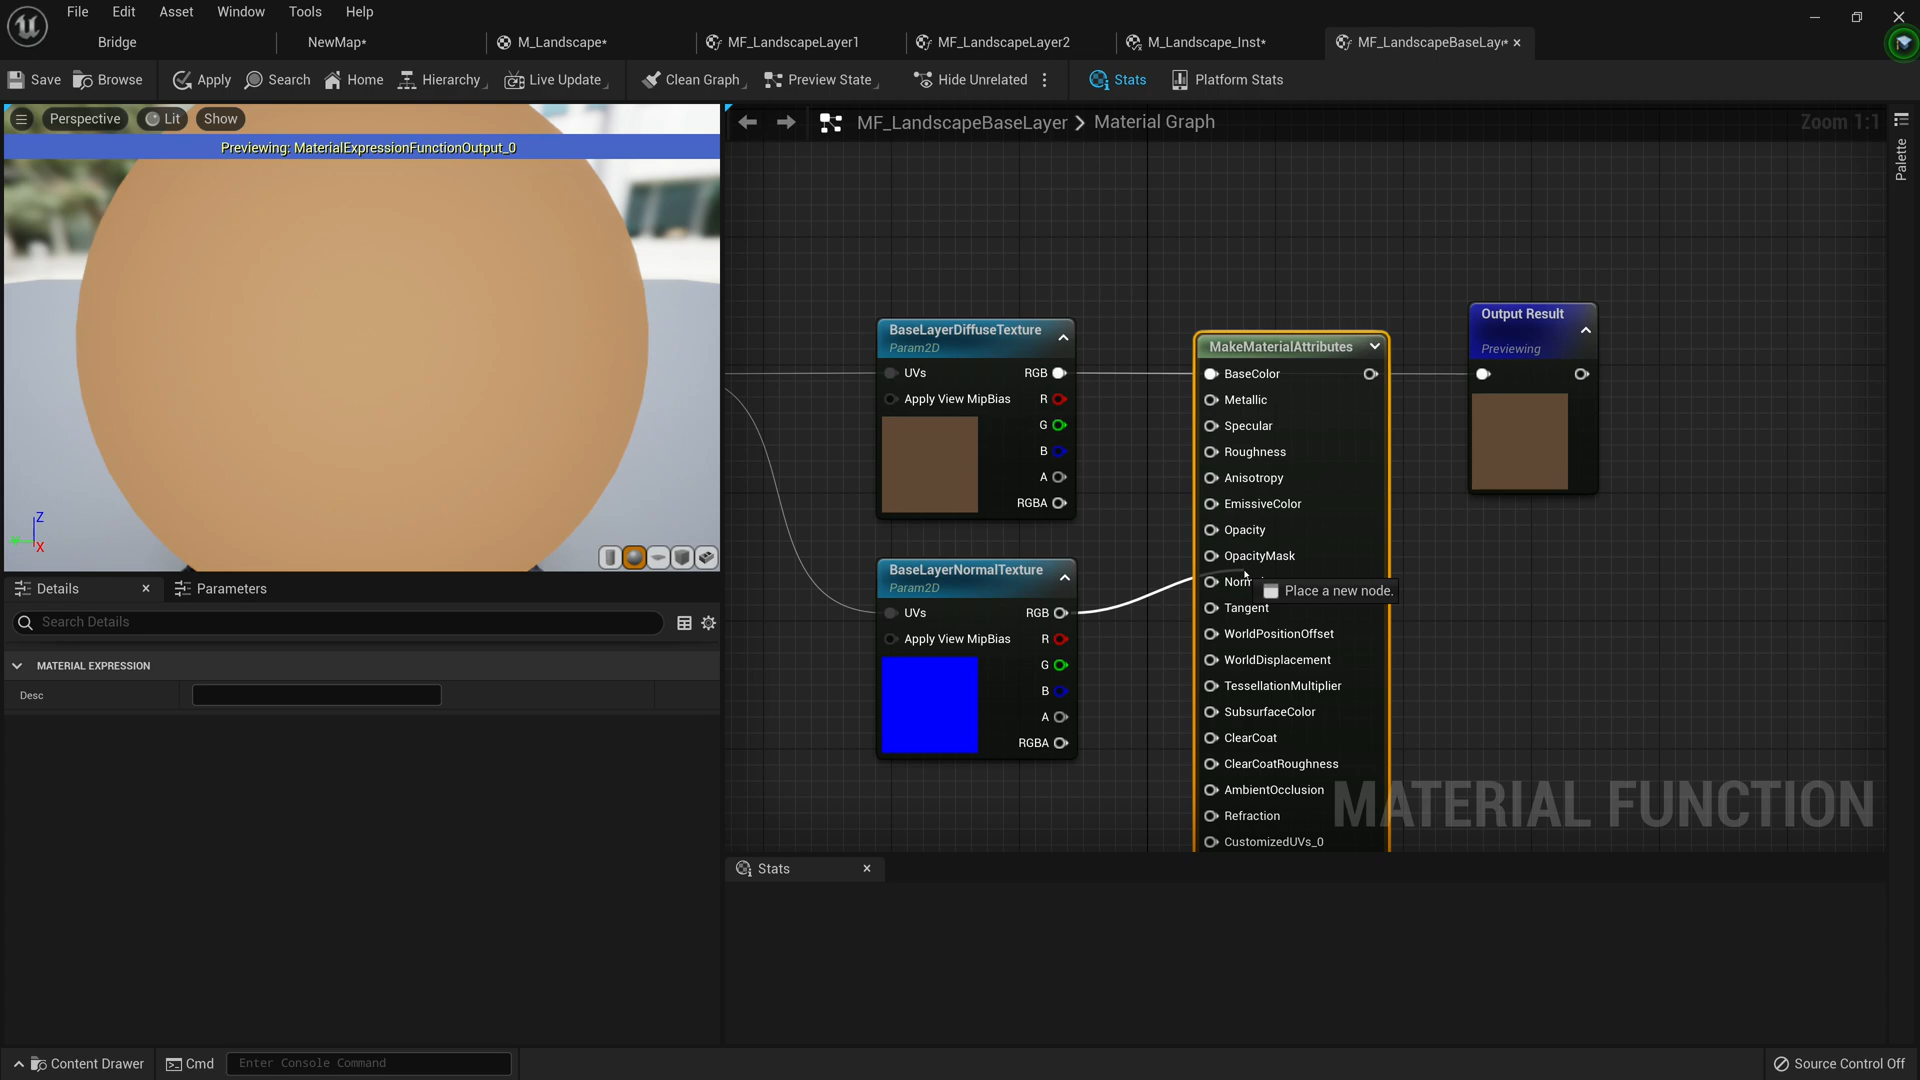 File Edit Asset Window Tools Help
Bridge NewMap* M_Landscape* MF_LandscapeLayer1 MF_LandscapeLayer2 M_Landscape_Inst* MF_LandscapeBaseLay*
Save Browse Apply Search Home Hierarchy Live Update Clean Graph Preview State Hide Unrelated Stats Platform Stats
Perspective Lit Show
Previewing: MaterialExpressionFunctionOutput_0
Z
X
MF_LandscapeBaseLayer > Material Graph
Zoom 1:1
Palette
BaseLayerDiffuseTexture
Param2D
UVs RGB
Apply View MipBias R
G
B
A
RGBA
BaseLayerNormalTexture
Param2D
UVs RGB
Apply View MipBias R
G
B
A
RGBA
MakeMaterialAttributes
BaseColor
Metallic
Specular
Roughness
Anisotropy
EmissiveColor
Opacity
OpacityMask
Place a new node.
Tangent
WorldPositionOffset
WorldDisplacement
TessellationMultiplier
SubsurfaceColor
ClearCoat
ClearCoatRoughness
AmbientOcclusion
Refraction
CustomizedUVs_0
Output Result
Previewing
MATERIAL FUNCTION
Details Parameters
Search Details
MATERIAL EXPRESSION
Desc
Stats
Content Drawer Cmd Enter Console Command
Source Control Off